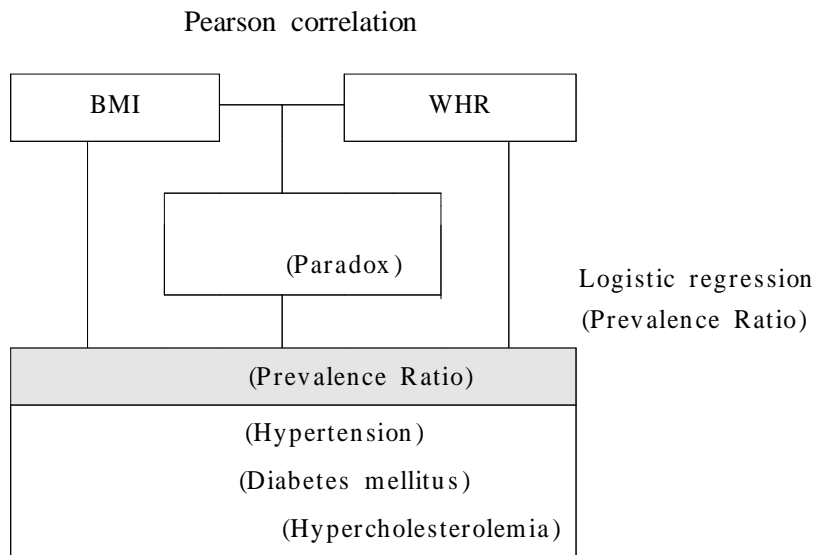 Pearson correlation
BMI
WHR
(Paradox)
Logistic regression
(Prevalence Ratio)
(Prevalence Ratio)
(Hypertension)
(Diabetes mellitus)
(Hypercholesterolemia)